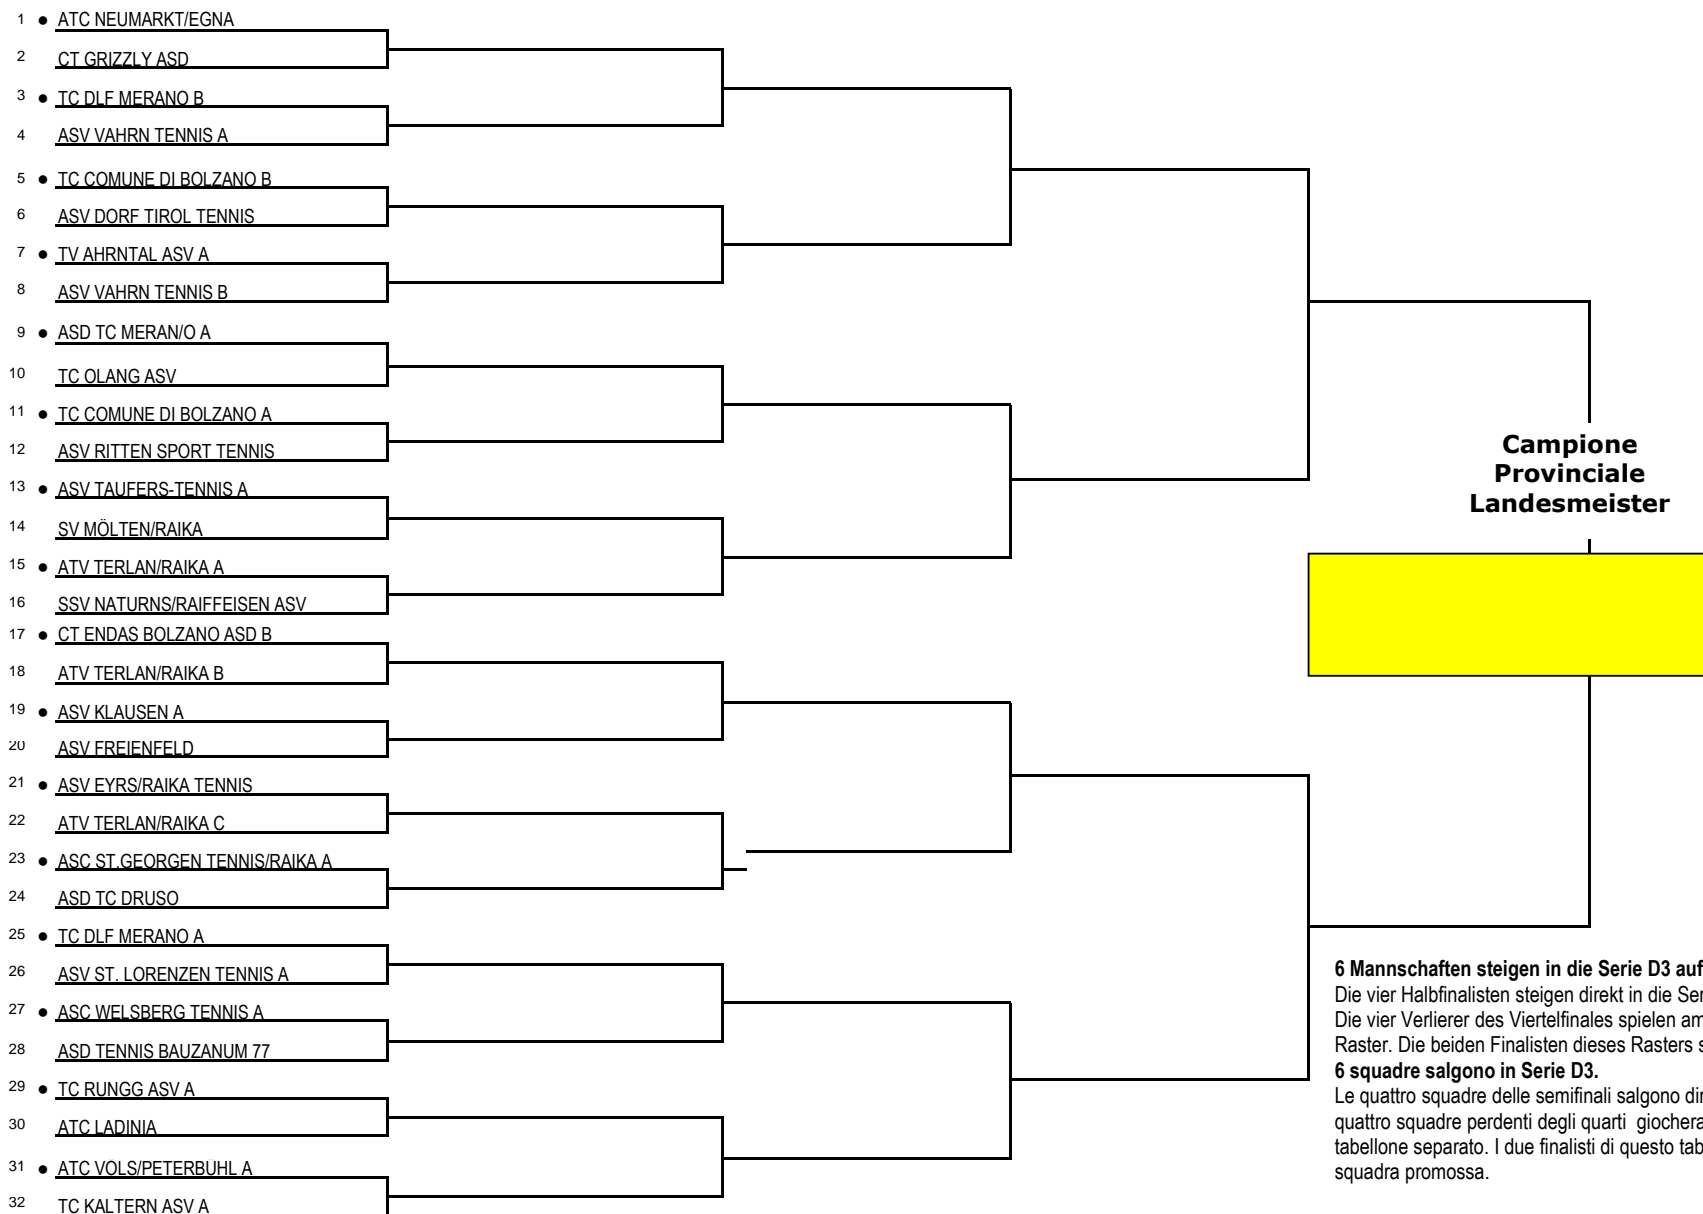 1 ● ATC NEUMARKT/EGNA
2 CT GRIZZLY ASD
3 ● TC DLF MERANO B
4 ASV VAHRN TENNIS A
5 ● TC COMUNE DI BOLZANO B
6 ASV DORF TIROL TENNIS
7 ● TV AHRNTAL ASV A
8 ASV VAHRN TENNIS B
9 ● ASD TC MERAN/O A
10 TC OLANG ASV
11 ● TC COMUNE DI BOLZANO A
12 ASV RITTEN SPORT TENNIS
13 ● ASV TAUFERS-TENNIS A
14 SV MÖLTEN/RAIKA
15 ● ATV TERLAN/RAIKA A
16 SSV NATURNS/RAIFFEISEN ASV
17 ● CT ENDAS BOLZANO ASD B
18 ATV TERLAN/RAIKA B
19 ● ASV KLAUSEN A
20 ASV FREIENFELD
21 ● ASV EYRS/RAIKA TENNIS
22 ATV TERLAN/RAIKA C
23 ● ASC ST.GEORGEN TENNIS/RAIKA A
24 ASD TC DRUSO
25 ● TC DLF MERANO A
26 ASV ST. LORENZEN TENNIS A
27 ● ASC WELSBERG TENNIS A
28 ASD TENNIS BAUZANUM 77
29 ● TC RUNGG ASV A
30 ATC LADINIA
31 ● ATC VÖLS/PETERBÜHL A
32 TC KALTERN ASV A
Campione
Provinciale
Landesmeister
6 Mannschaften steigen in die Serie D3 auf
Die vier Halbfinalisten steigen direkt in die Ser
Die vier Verlierer des Viertelfinales spielen am
Raster. Die beiden Finalisten dieses Rasters s
6 squadre salgono in Serie D3.
Le quattro squadre delle semifinali salgono dir
quattro squadre perdenti degli quarti giochera
tabellone separato. I due finalisti di questo tab
squadra promossa.